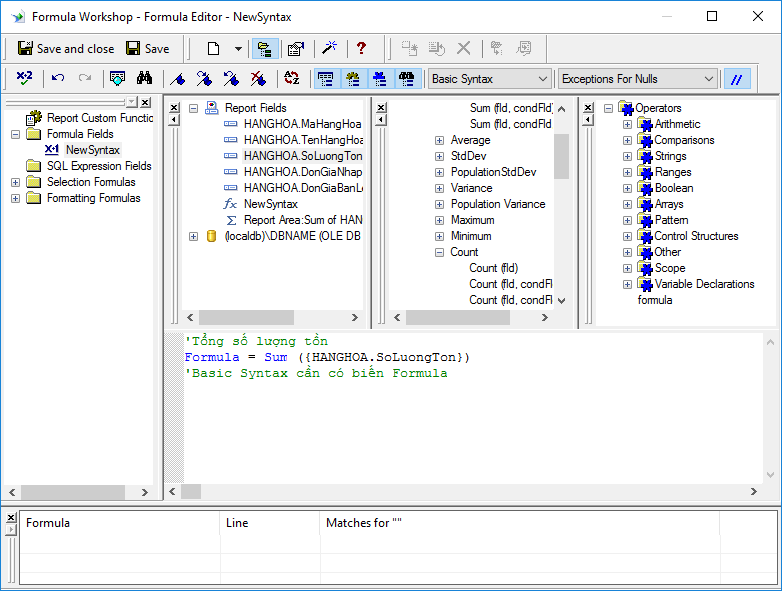 Formula Workshop - Formula Editor - NewSyntax
Save and close Save
Basic Syntax Exceptions For Nulls //
Report Custom Functio
Formula Fields
NewSyntax
SQL Expression Fields
Selection Formulas
Formatting Formulas
Report Fields
HANGHOA.MaHangHoa
HANGHOA.TenHangHoa
HANGHOA.SoLuongTon
HANGHOA.DonGiaNhap
HANGHOA.DonGiaBanL
NewSyntax
Report Area:Sum of HAN
(localdb)\DBNAME (OLE DB
Sum (fld, condFld
Sum (fld, condFld
Average
StdDev
PopulationStdDev
Variance
Population Variance
Maximum
Minimum
Count
Count (fld)
Count (fld, condFl
Count (fld, condFl
Operators
Arithmetic
Comparisons
Strings
Ranges
Boolean
Arrays
Pattern
Control Structures
Other
Scope
Variable Declarations
formula
'Tổng số lượng tồn
Formula = Sum ({HANGHOA.SoLuongTon})
'Basic Syntax cần có biến Formula
Formula Line Matches for ""